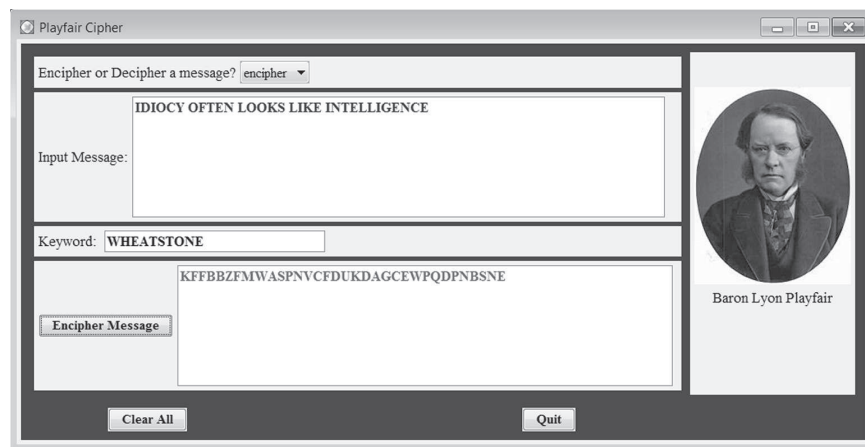 Playfair Cipher
Encipher or Decipher a message? encipher
IDIOCY OFTEN LOOKS LIKE INTELLIGENCE
Input Message:
Keyword: WHEATSTONE
KFFBBZFMWASPNVCFDUKDAGCEWPQDPNBSNE
Encipher Message
Baron Lyon Playfair
Clear All
Quit